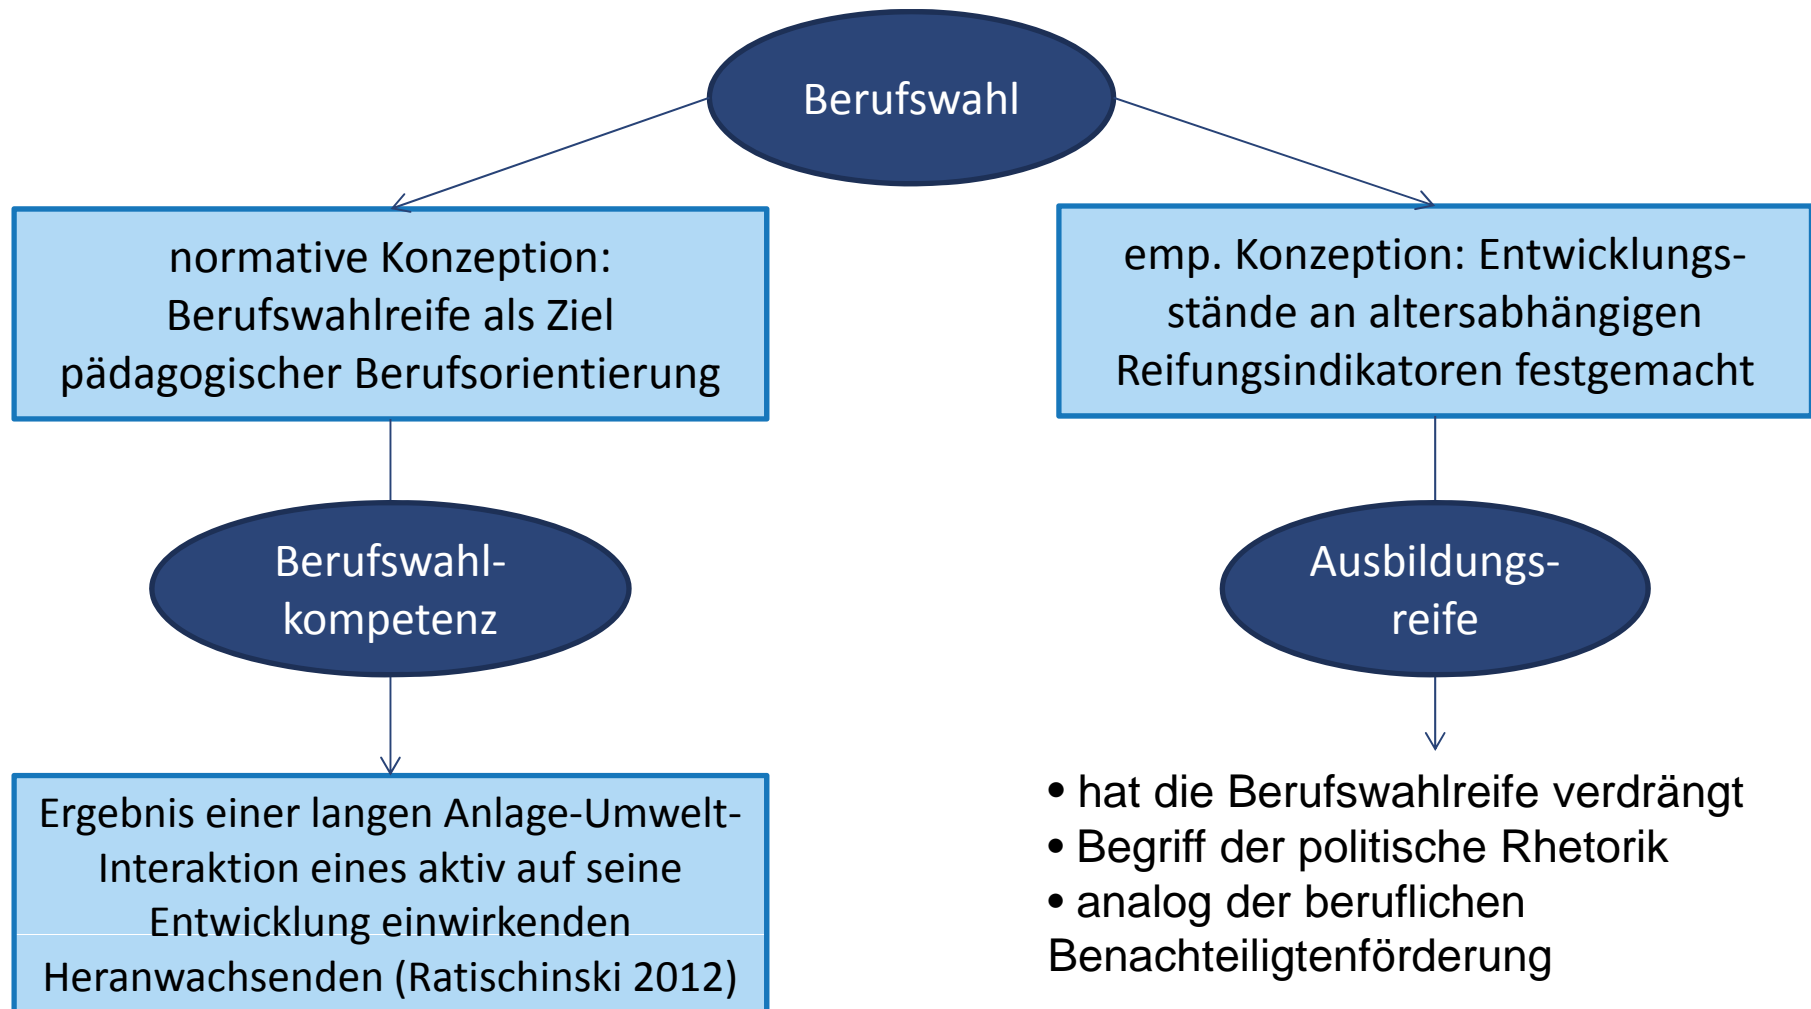 Berufswahl
normative Konzeption:
Berufswahlreife als Ziel
pädagogischer Berufsorientierung
emp. Konzeption: Entwicklungs-
stände an altersabhängigen
Reifungsindikatoren festgemacht
Berufswahl-
kompetenz
Ausbildungs-
reife
Ergebnis einer langen Anlage-Umwelt-
Interaktion eines aktiv auf seine
Entwicklung einwirkenden
Heranwachsenden (Ratischinski 2012)
• hat die Berufswahlreife verdrängt
• Begriff der politische Rhetorik
• analog der beruflichen
Benachteiligtenförderung